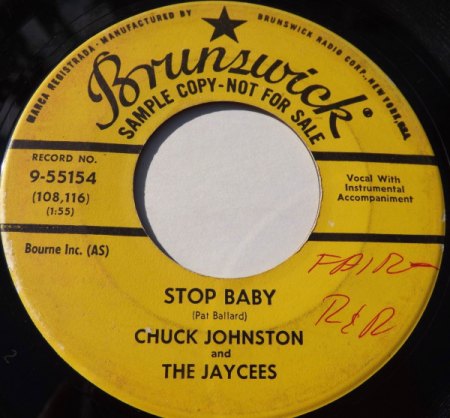 MARCA REGISTRADA · MANUFACTURED BY ★ BRUNSWICK RADIO CORP., NEW YORK, USA
Brunswick®
SAMPLE COPY-NOT FOR SALE
RECORD NO.
9-55154
(108,116)
(1:55)
Vocal With
Instrumental
Accompaniment
Bourne Inc. (AS)
FAIR
R&R
STOP BABY
(Pat Ballard)
CHUCK JOHNSTON
and
THE JAYCEES